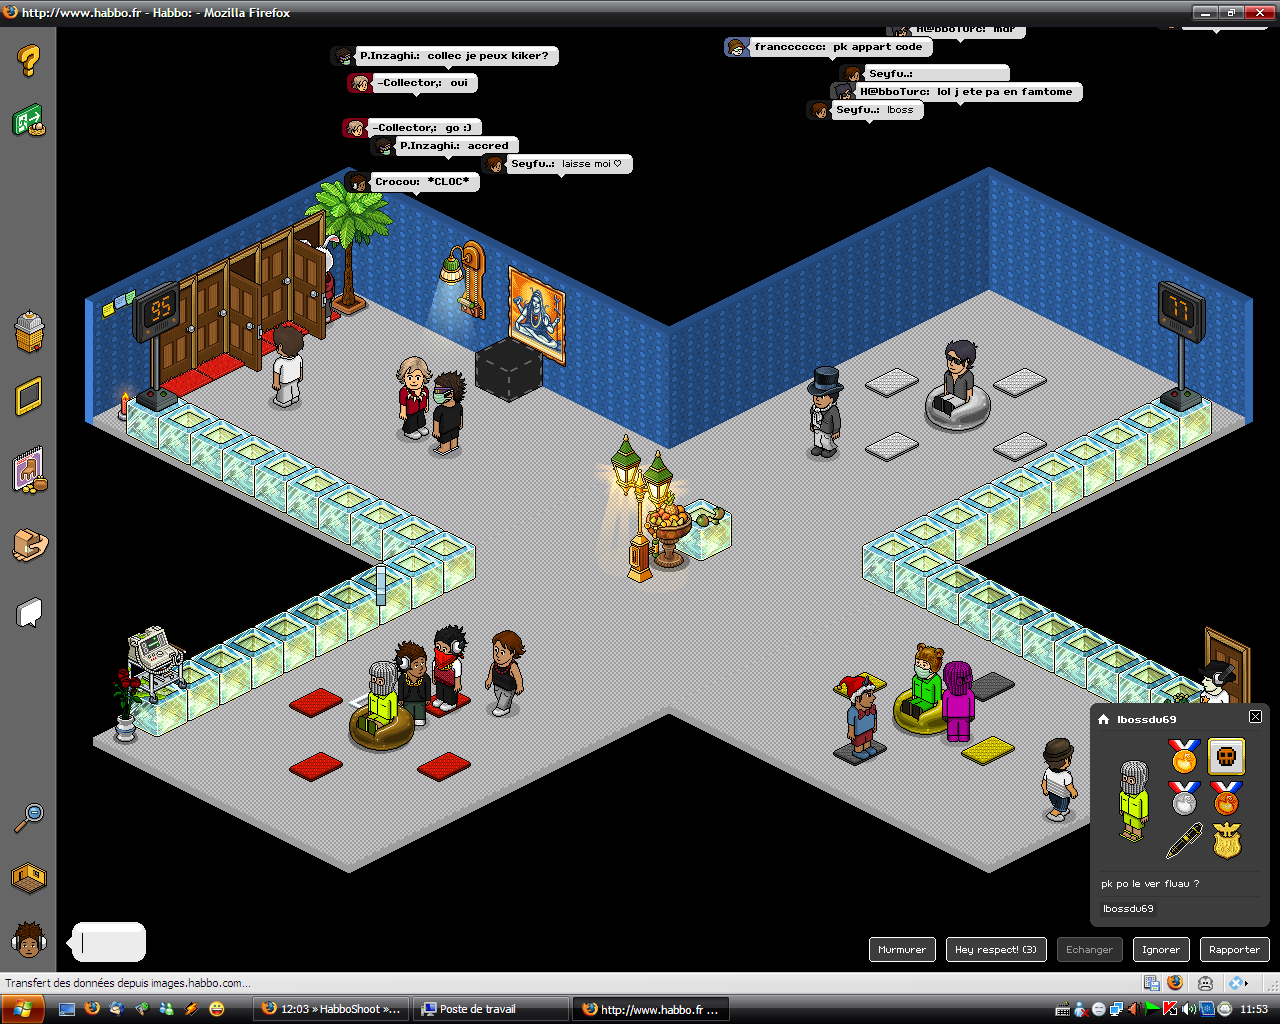 http://www.habbo.fr - Habbo: - Mozilla Firefox
H@bboTurc: mdr
francccccc: pk appart code
P.Inzaghi.: collec je peux kiker?
Seyfu..:
-Collector,: oui
H@bboTurc: lol j ete pa en famtome
Seyfu..: lboss
-Collector,: go :)
P.Inzaghi.: accred
Seyfu..: laisse moi ♡
Crocou: *CLOC*
95
77
lbossdu69
pk po le ver fluau ?
lbossdu69
Murmurer
Hey respect! (3)
Echanger
Ignorer
Rapporter
Transfert des données depuis images.habbo.com...
12:03 » HabboShoot »...
Poste de travail
http://www.habbo.fr ...
11:53